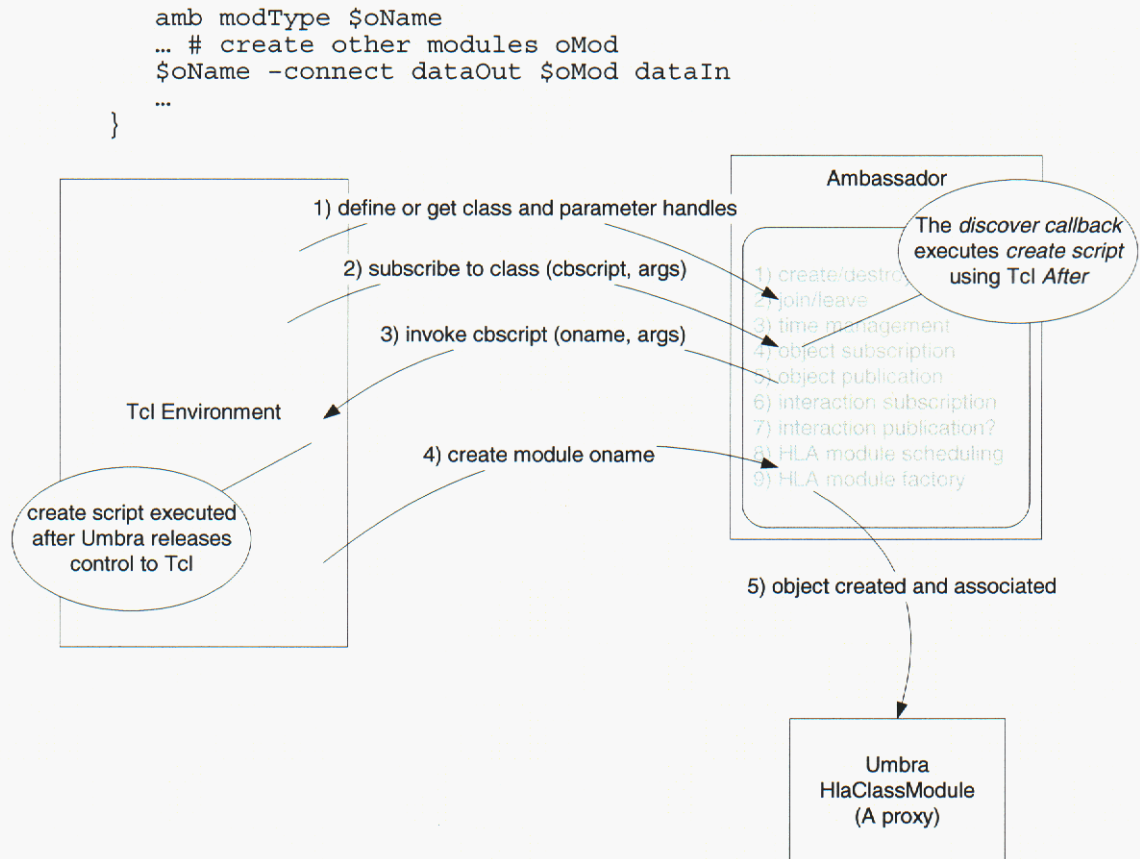 amb modType $oName
… # create other modules oMod
$oName –connect dataOut $oMod dataIn
…
}
Ambassador
1) define or get class and parameter handles
The discover callback
executes create script
using Tcl After
2) subscribe to class (cbscript, args)
1) create/destroy
2) join/leave
3) time management
4) object subscription
5) object publication
6) interaction subscription
7) interaction publication?
8) HLA module scheduling
9) HLA module factory
3) invoke cbscript (oname, args)
Tcl Environment
4) create module oname
create script executed
after Umbra releases
control to Tcl
5) object created and associated
Umbra
HlaClassModule
(A proxy)